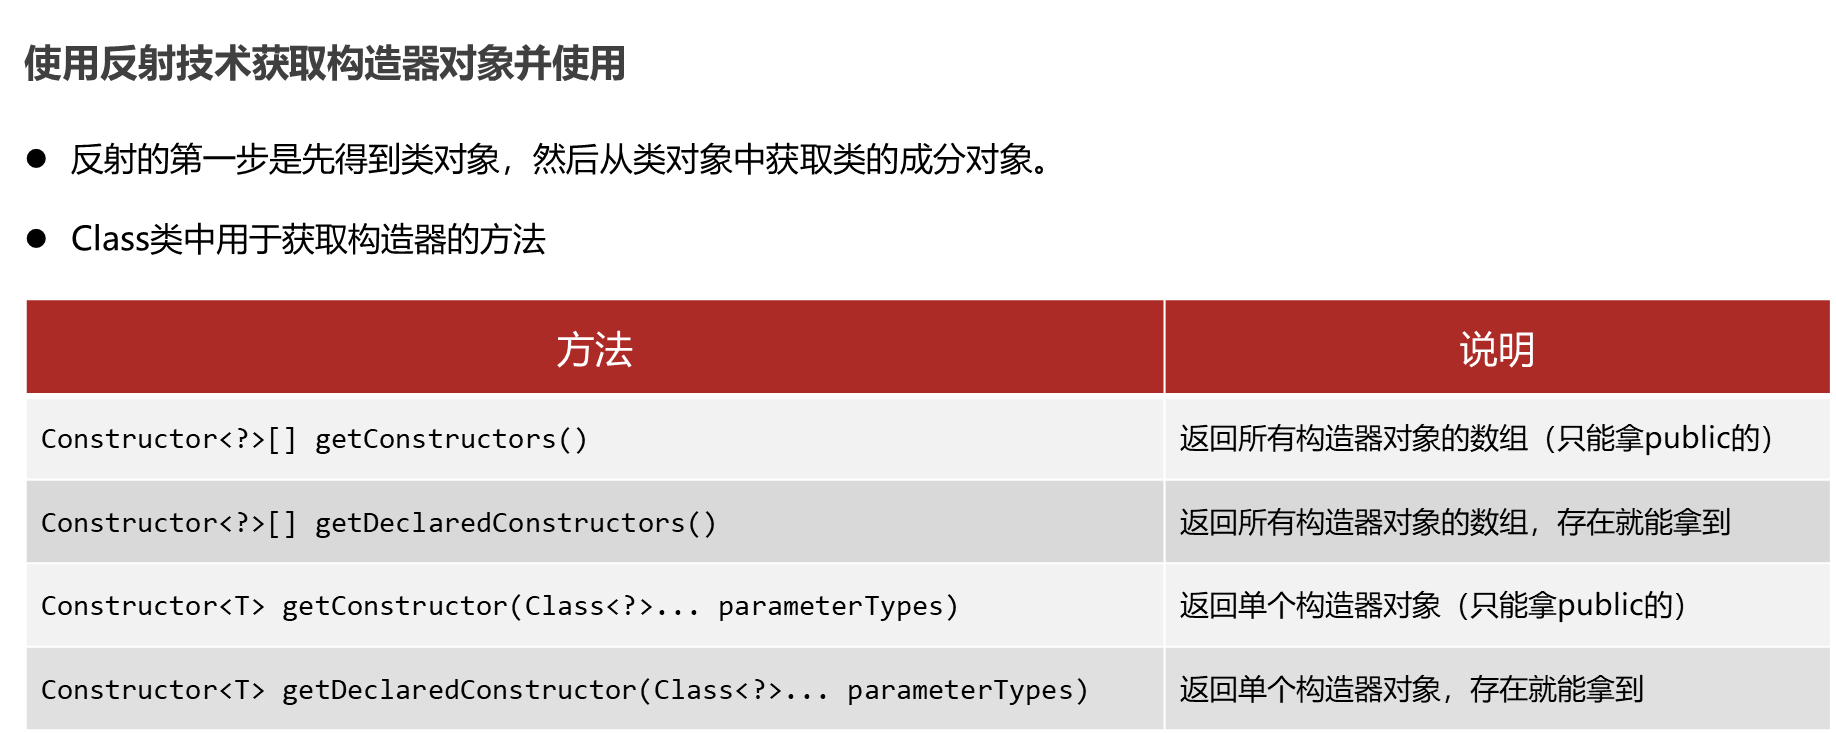 使用反射技术获取构造器对象并使用
● 反射的第一步是先得到类对象，然后从类对象中获取类的成分对象。
● Class类中用于获取构造器的方法
方法 说明
Constructor<?>[] getConstructors() 返回所有构造器对象的数组（只能拿public的）
Constructor<?>[] getDeclaredConstructors() 返回所有构造器对象的数组，存在就能拿到
Constructor<T> getConstructor(Class<?>... parameterTypes) 返回单个构造器对象（只能拿public的）
Constructor<T> getDeclaredConstructor(Class<?>... parameterTypes) 返回单个构造器对象，存在就能拿到